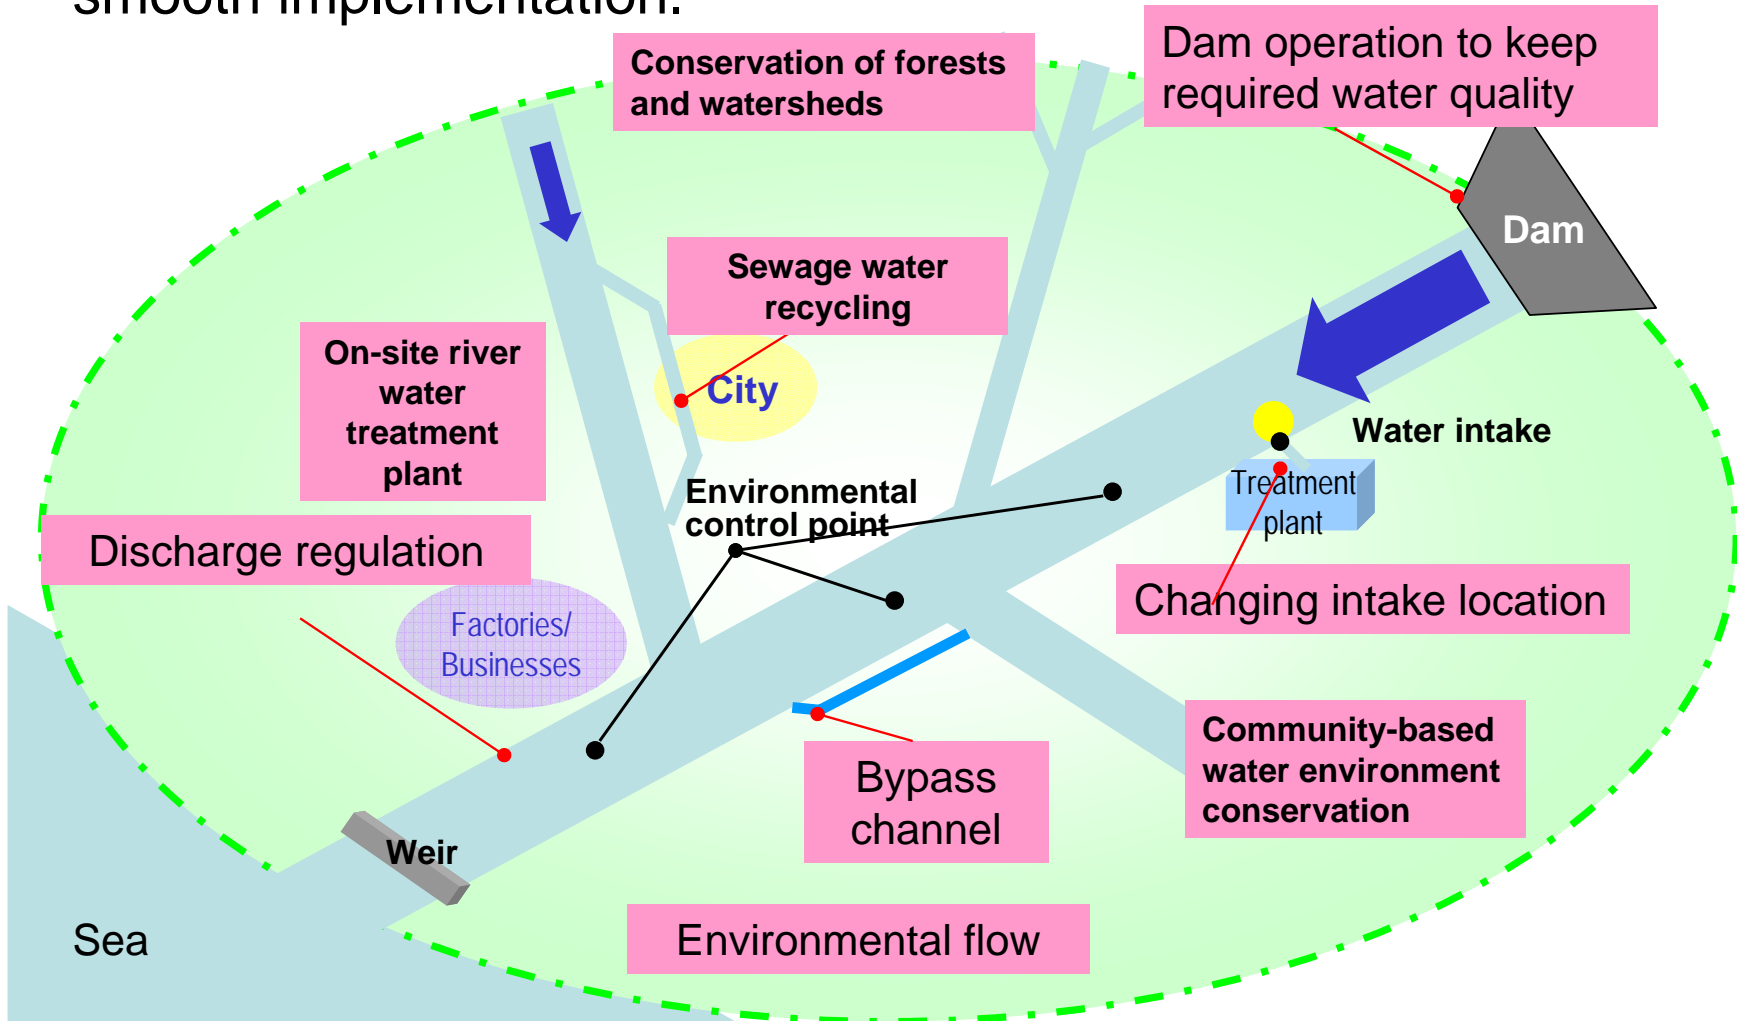 smooth implementation.
Conservation of forests
and watersheds
Dam operation to keep
required water quality
Dam
Sewage water
recycling
On-site river
water
treatment
plant
City
Water intake
Treatment
plant
Environmental
control point
Discharge regulation
Changing intake location
Factories/
Businesses
Community-based
water environment
conservation
Bypass
channel
Weir
Sea
Environmental flow